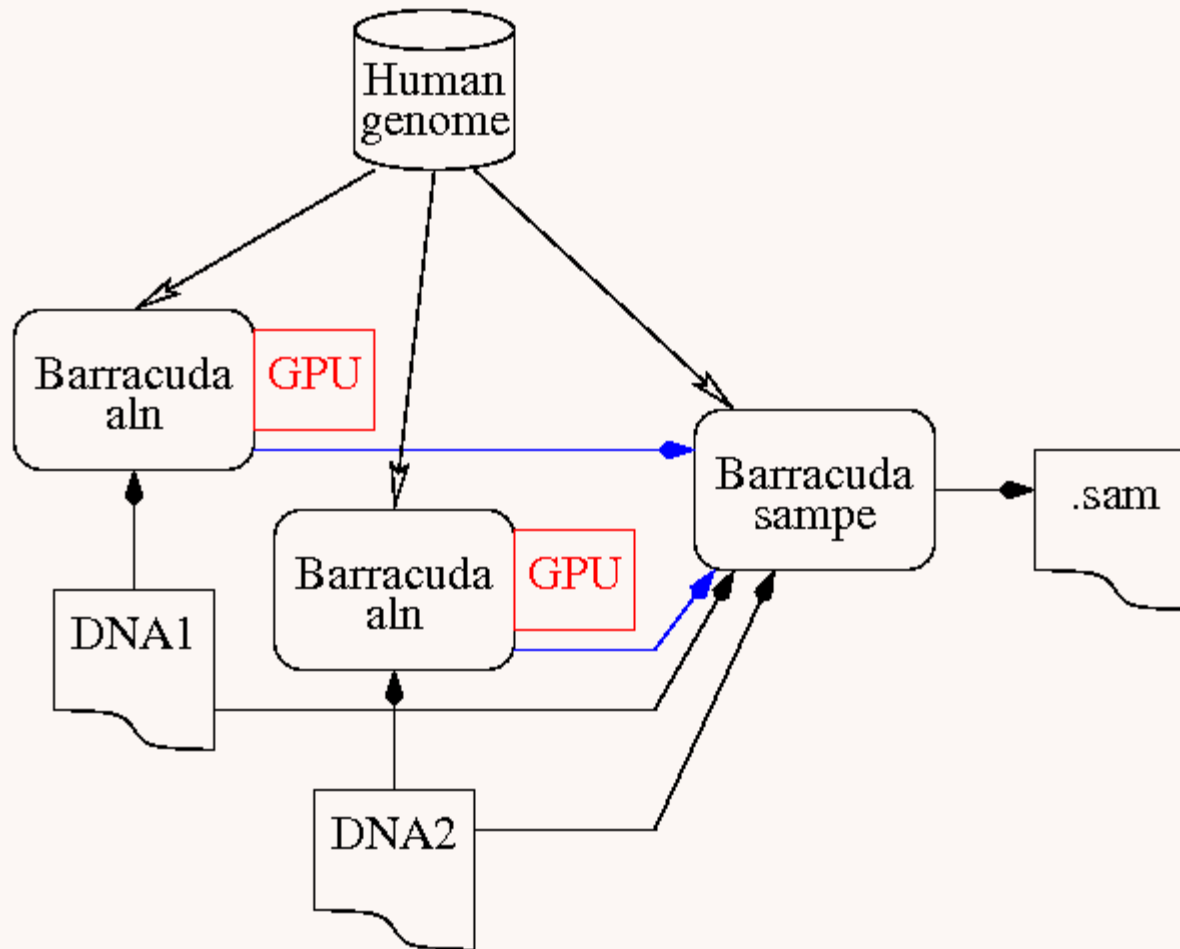 Human
genome
Barracuda
aln
GPU
Barracuda
aln
GPU
Barracuda
sampe
.sam
DNA1
DNA2